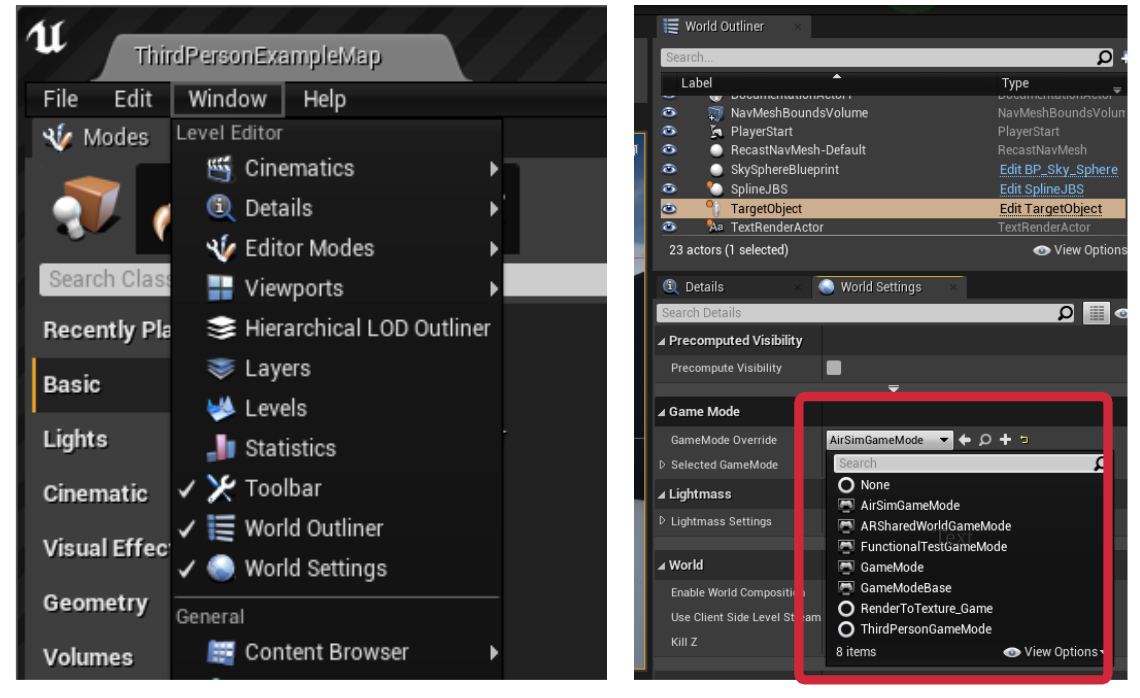 ThirdPersonExampleMap
File Edit Window Help
Modes
Search Class
Recently Pla
Basic
Lights
Cinematic
Visual Effec
Geometry
Volumes
Level Editor
Cinematics
Details
Editor Modes
Viewports
Hierarchical LOD Outliner
Layers
Levels
Statistics
Toolbar
World Outliner
World Settings
General
Content Browser
World Outliner
Search...
Label Type
DocumentationActor1 DocumentationActor
NavMeshBoundsVolume NavMeshBoundsVolum
PlayerStart PlayerStart
RecastNavMesh-Default RecastNavMesh
SkySphereBlueprint Edit BP_Sky_Sphere
SplineJBS Edit SplineJBS
TargetObject Edit TargetObject
TextRenderActor TextRenderActor
23 actors (1 selected) View Options
Details World Settings
Search Details
Precomputed Visibility
Precompute Visibility
Game Mode
GameMode Override AirSimGameMode
Selected GameMode
Lightmass
Lightmass Settings
World
Enable World Composition
Use Client Side Level Stream
Kill Z
Search
None
AirSimGameMode
ARSharedWorldGameMode
Text
FunctionalTestGameMode
GameMode
GameModeBase
RenderToTexture_Game
ThirdPersonGameMode
8 items View Options